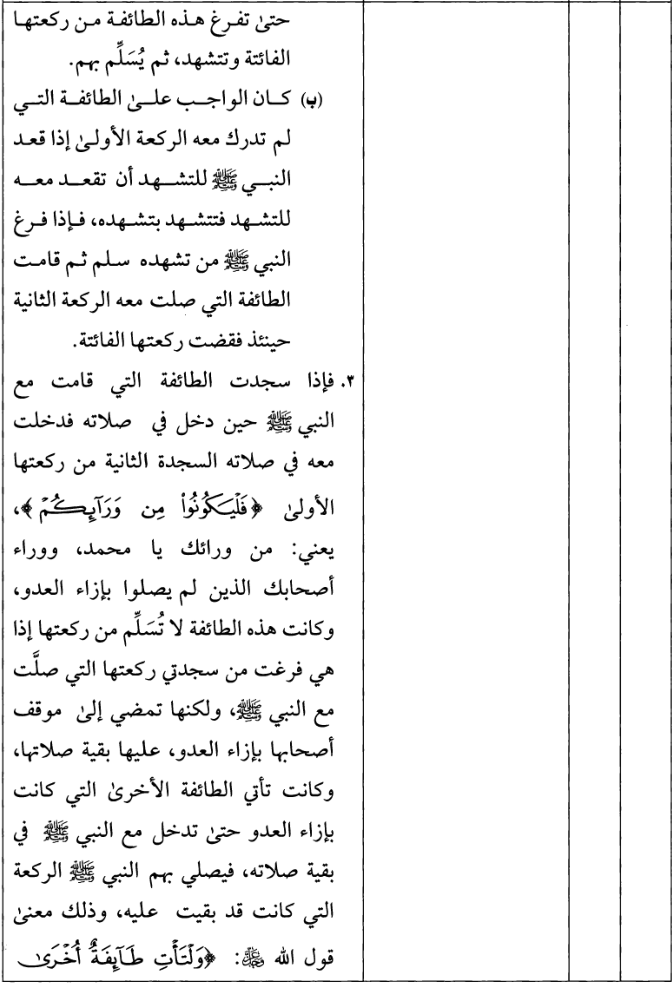 حتىٰ تفرغ هذه الطائفة من ركعتها
الفائتة وتتشهد، ثم يُسَلِّم بهم.
(ب) كان الواجب علىٰ الطائفة التي
لم تدرك معه الركعة الأولىٰ إذا قعد
النبي ﷺ للتشهد أن تقعد معه
للتشهد فتتشهد بتشهده، فإذا فرغ
النبي ﷺ من تشهده سلم ثم قامت
الطائفة التي صلت معه الركعة الثانية
حينئذ فقضت ركعتها الفائتة.
٣. فإذا سجدت الطائفة التي قامت مع
النبي ﷺ حين دخل في صلاته فدخلت
معه في صلاته السجدة الثانية من ركعتها
الأولىٰ ﴿فَلْيَكُونُواْ مِن وَرَآئِكُمْ﴾،
يعني: من ورائك يا محمد، ووراء
أصحابك الذين لم يصلوا بإزاء العدو،
وكانت هذه الطائفة لا تُسَلِّم من ركعتها إذا
هي فرغت من سجدتي ركعتها التي صلَّت
مع النبي ﷺ، ولكنها تمضي إلىٰ موقف
أصحابها بإزاء العدو، عليها بقية صلاتها،
وكانت تأتي الطائفة الأخرىٰ التي كانت
بإزاء العدو حتىٰ تدخل مع النبي ﷺ في
بقية صلاته، فيصلي بهم النبي ﷺ الركعة
التي كانت قد بقيت عليه، وذلك معنىٰ
قول الله ﷻ: ﴿وَلْتَأْتِ طَآئِفَةٌ أُخْرَىٰ